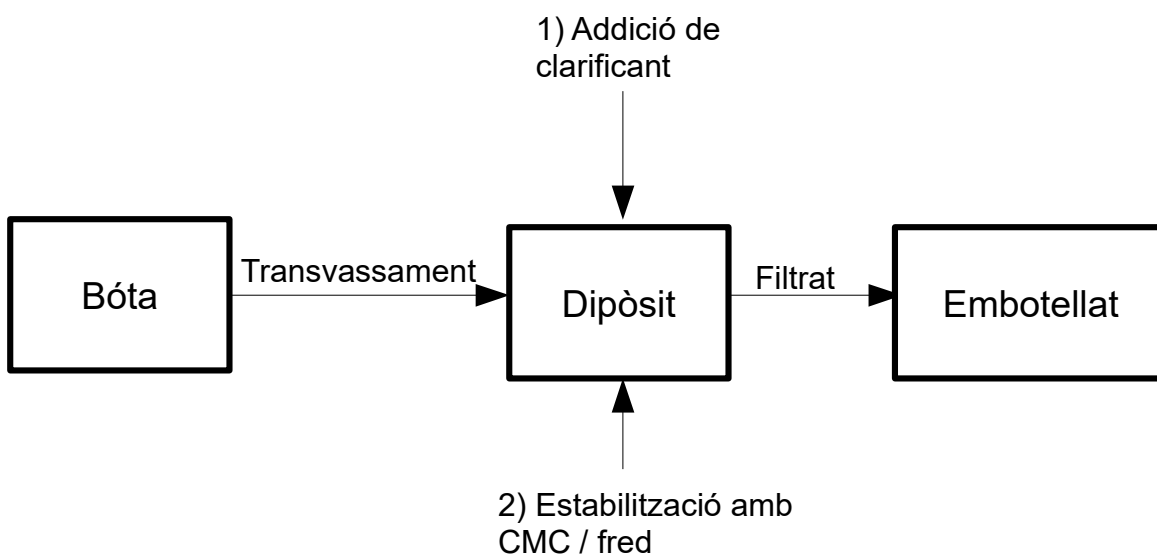 1) Addició de
clarificant
Bóta
Transvassament
Dipòsit
Filtrat
Embotellat
2) Estabilització amb
CMC / fred